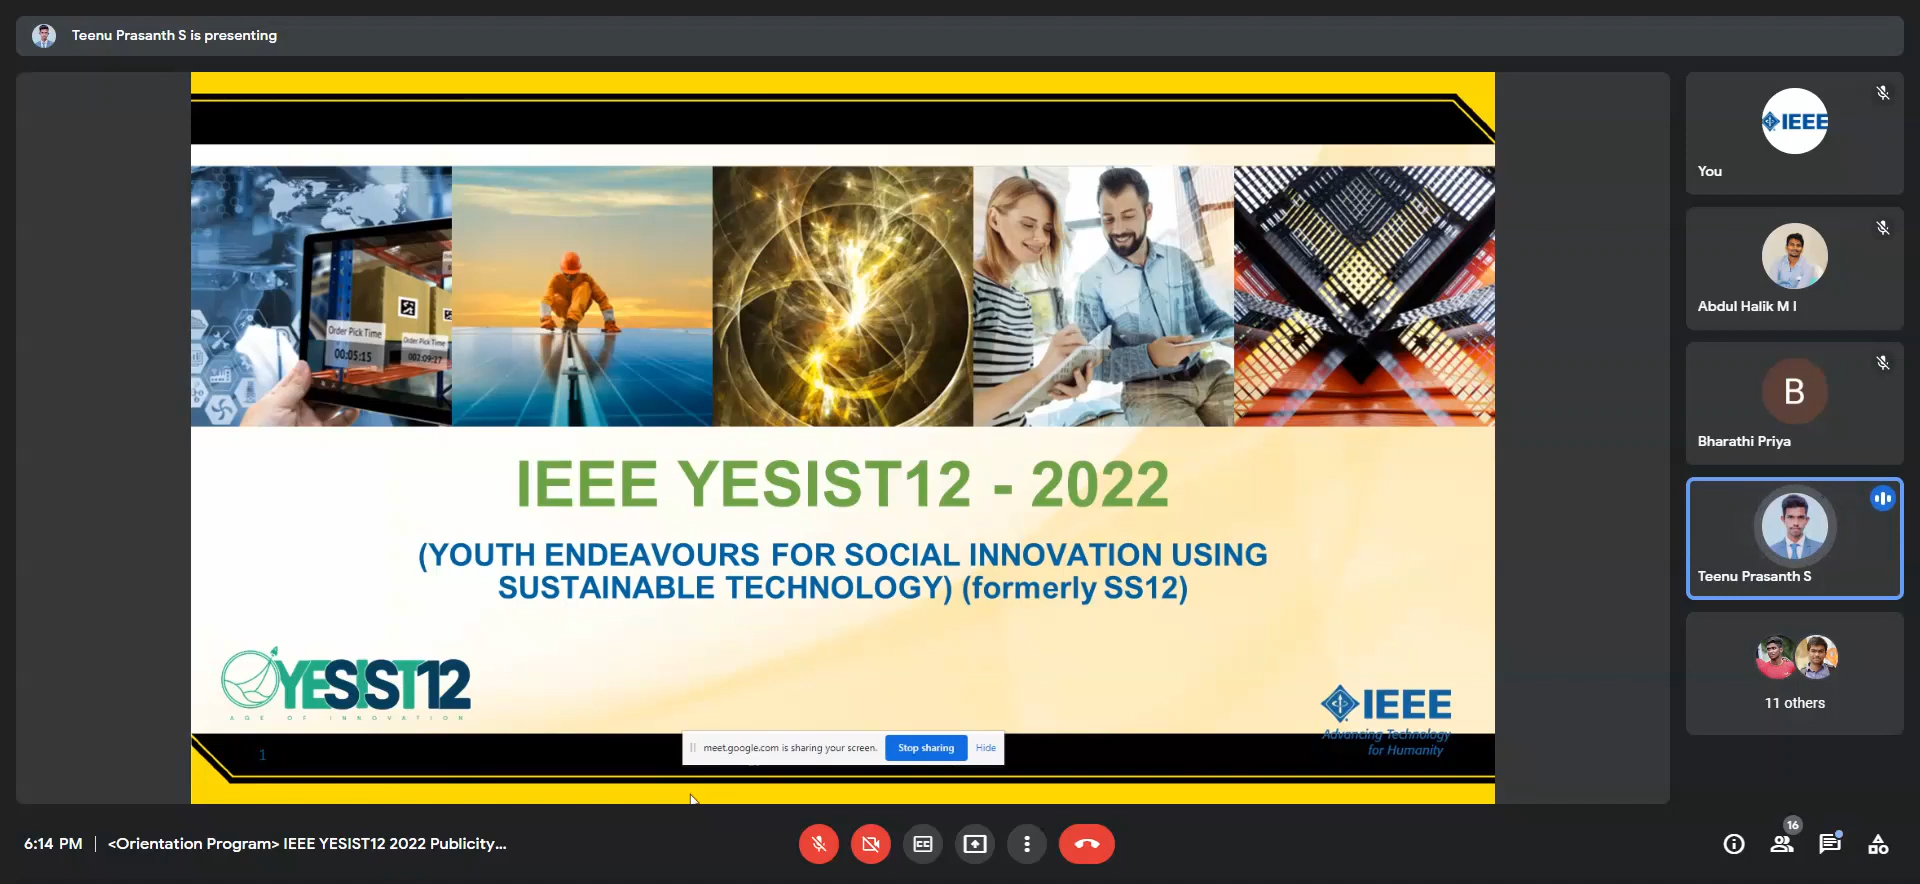 Teenu Prasanth S is presenting
Order Pick Time
00:05:15
Order Pick Time
002:09:27
IEEE YESIST12 - 2022
(YOUTH ENDEAVOURS FOR SOCIAL INNOVATION USING
SUSTAINABLE TECHNOLOGY) (formerly SS12)
YESIST12
AGE OF INNOVATION
IEEE
Advancing Technology
for Humanity
1
meet.google.com is sharing your screen.
Stop sharing
Hide
IEEE
You
Abdul Halik M I
B
Bharathi Priya
Teenu Prasanth S
11 others
6:14 PM
<Orientation Program> IEEE YESIST12 2022 Publicity...
16